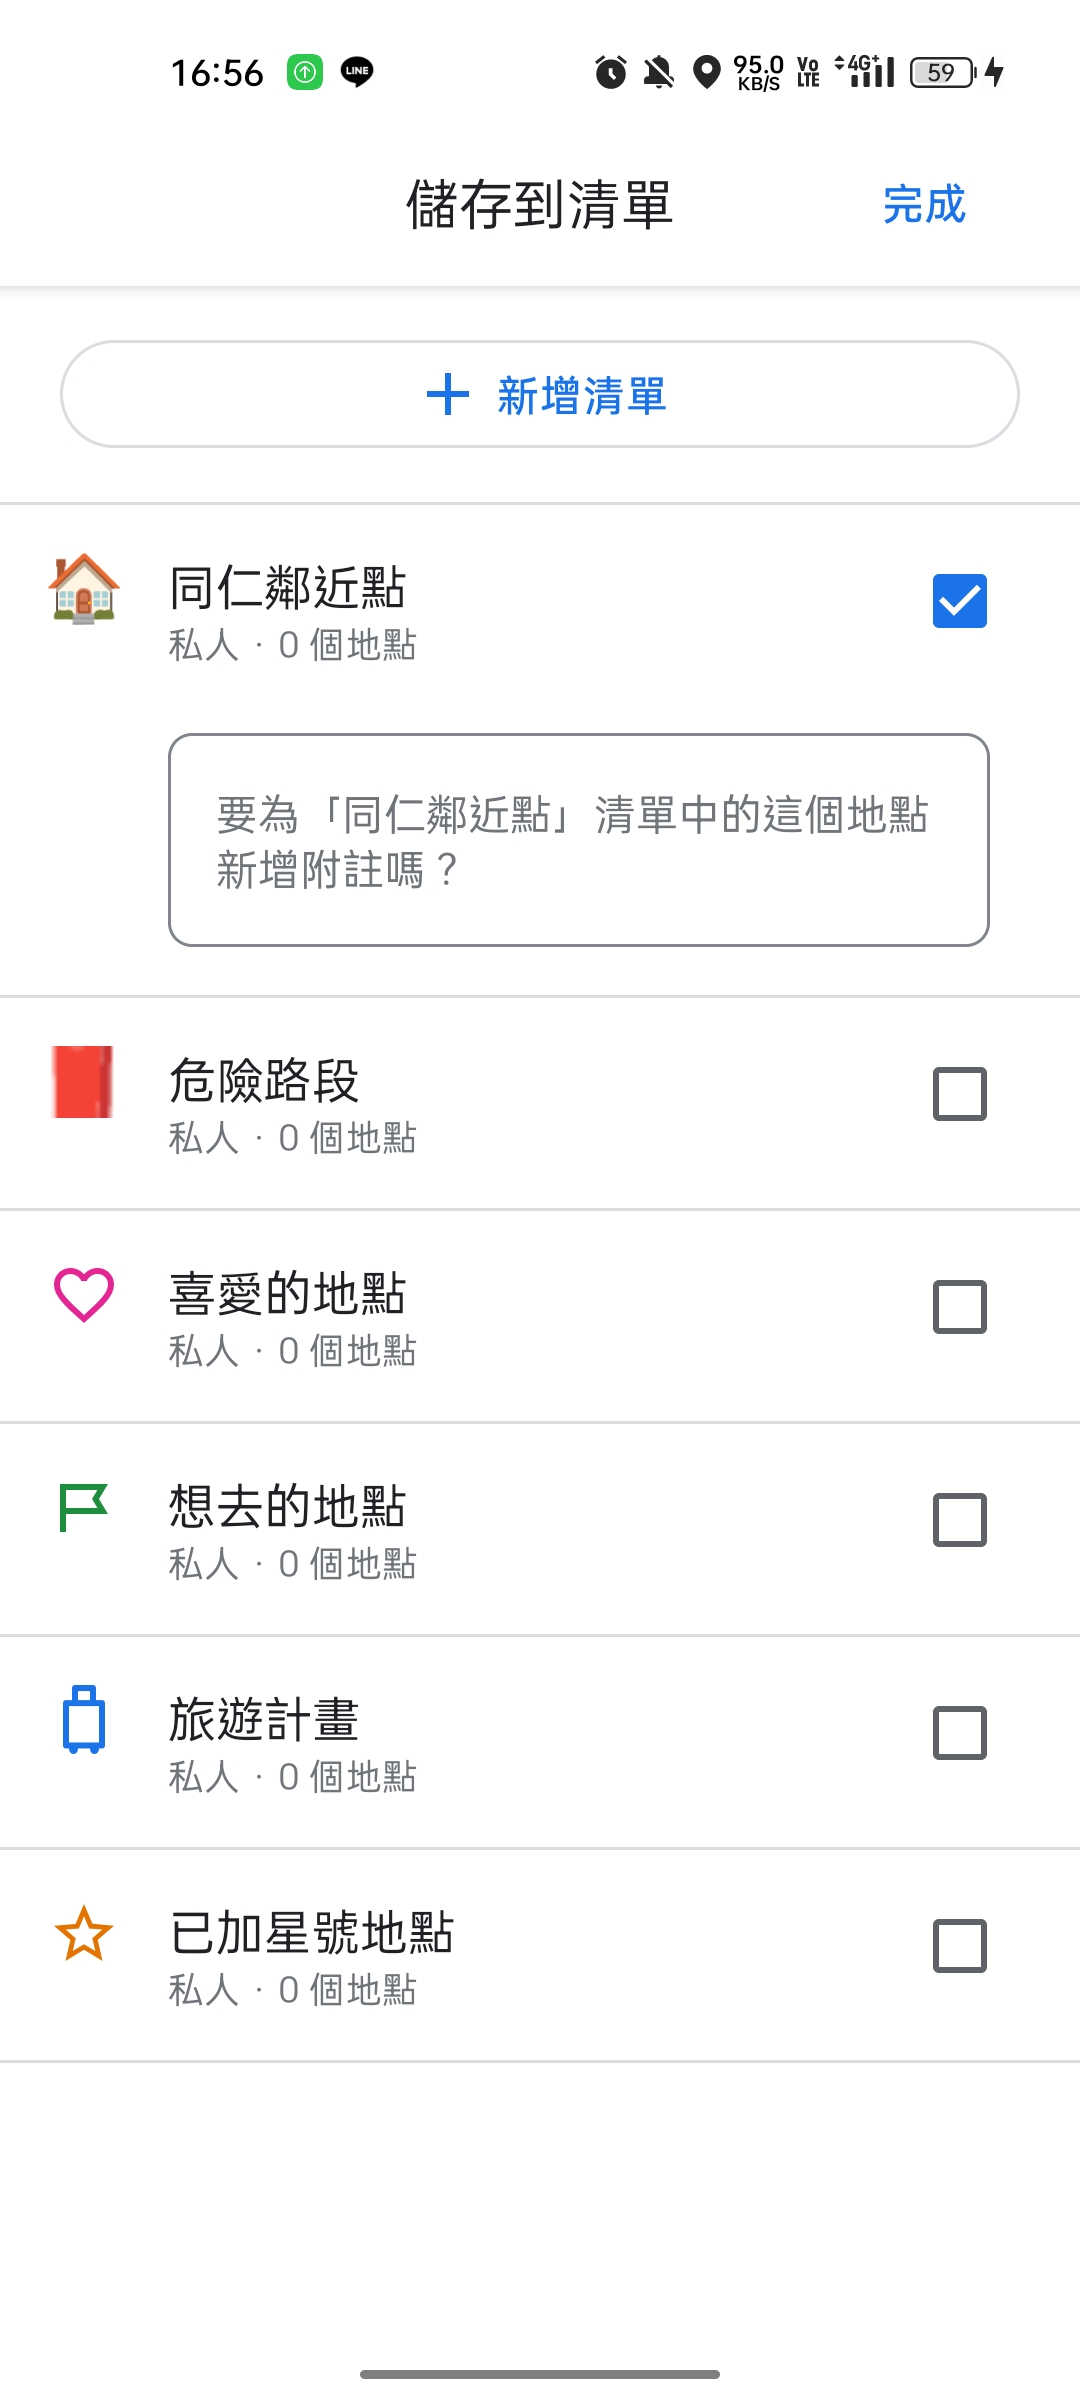 16:56 LINE 95.0 KB/S Vo LTE 4G+ 59
儲存到清單 完成
新增清單
同仁鄰近點
私人 · 0 個地點
要為「同仁鄰近點」清單中的這個地點
新增附註嗎？
危險路段
私人 · 0 個地點
喜愛的地點
私人 · 0 個地點
想去的地點
私人 · 0 個地點
旅遊計畫
私人 · 0 個地點
已加星號地點
私人 · 0 個地點